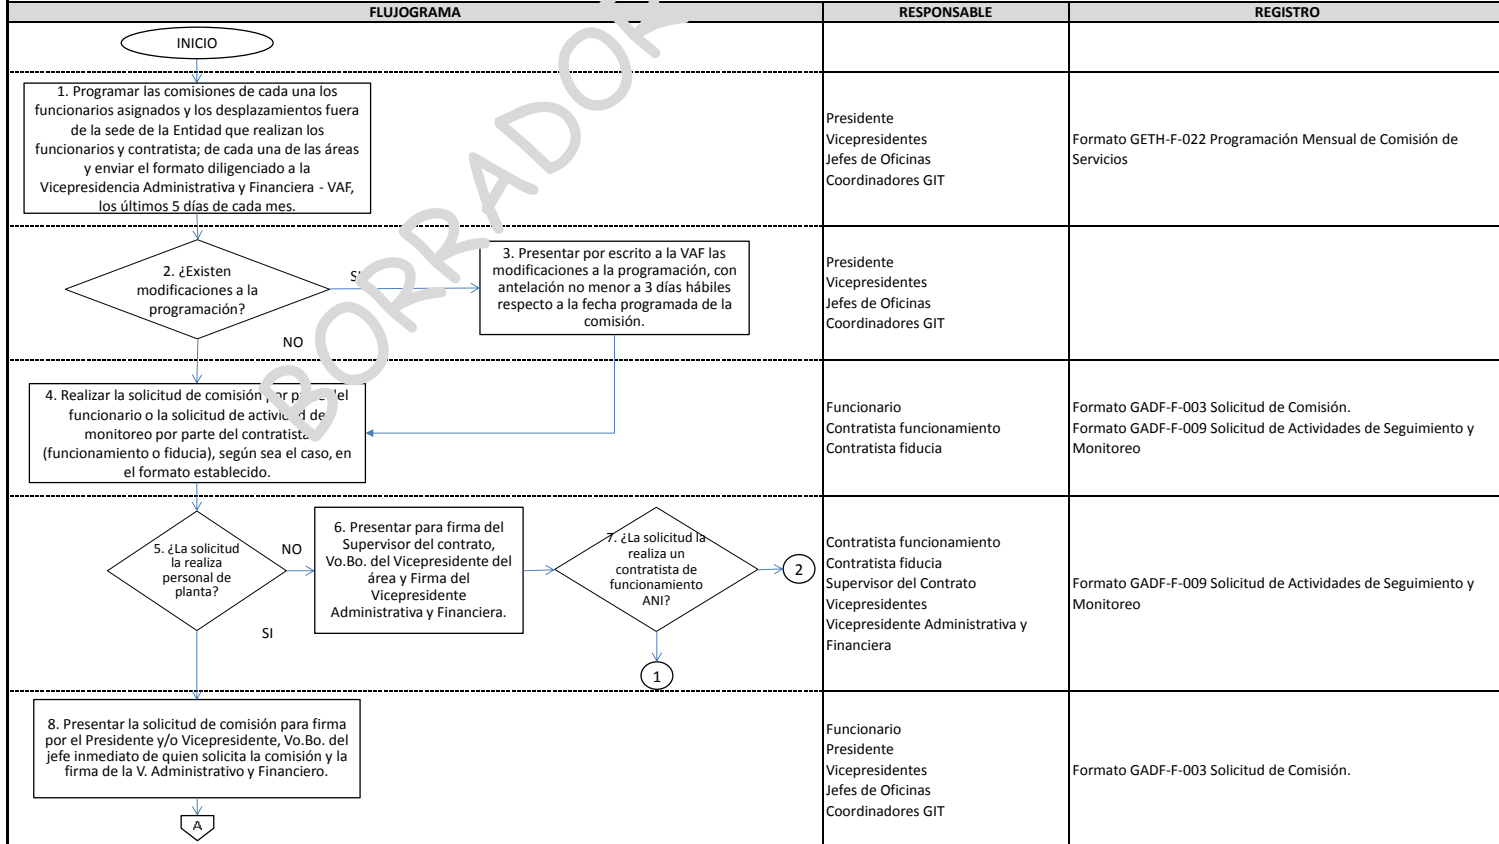 FLUJOGRAMA
RESPONSABLE
REGISTRO
INICIO
1. Programar las comisiones de cada una los
funcionarios asignados y los desplazamientos fuera
de la sede de la Entidad que realizan los
funcionarios y contratista; de cada una de las áreas
y enviar el formato diligenciado a la
Vicepresidencia Administrativa y Financiera - VAF,
los últimos 5 días de cada mes.
Presidente
Vicepresidentes
Jefes de Oficinas
Coordinadores GIT
Formato GETH-F-022 Programación Mensual de Comisión de
Servicios
2. ¿Existen
modificaciones a la
programación?
SI
NO
3. Presentar por escrito a la VAF las
modificaciones a la programación, con
antelación no menor a 3 días hábiles
respecto a la fecha programada de la
comisión.
Presidente
Vicepresidentes
Jefes de Oficinas
Coordinadores GIT
4. Realizar la solicitud de comisión por parte del
funcionario o la solicitud de actividad de
monitoreo por parte del contratista
(funcionamiento o fiducia), según sea el caso, en
el formato establecido.
Funcionario
Contratista funcionamiento
Contratista fiducia
Formato GADF-F-003 Solicitud de Comisión.
Formato GADF-F-009 Solicitud de Actividades de Seguimiento y
Monitoreo
5. ¿La solicitud
la realiza
personal de
planta?
NO
SI
6. Presentar para firma del
Supervisor del contrato,
Vo.Bo. del Vicepresidente del
área y Firma del
Vicepresidente
Administrativa y Financiera.
7. ¿La solicitud la
realiza un
contratista de
funcionamiento
ANI?
2
1
Contratista funcionamiento
Contratista fiducia
Supervisor del Contrato
Vicepresidentes
Vicepresidente Administrativa y
Financiera
Formato GADF-F-009 Solicitud de Actividades de Seguimiento y
Monitoreo
8. Presentar la solicitud de comisión para firma
por el Presidente y/o Vicepresidente, Vo.Bo. del
jefe inmediato de quien solicita la comisión y la
firma de la V. Administrativo y Financiero.
A
Funcionario
Presidente
Vicepresidentes
Jefes de Oficinas
Coordinadores GIT
Formato GADF-F-003 Solicitud de Comisión.
BORRADOR